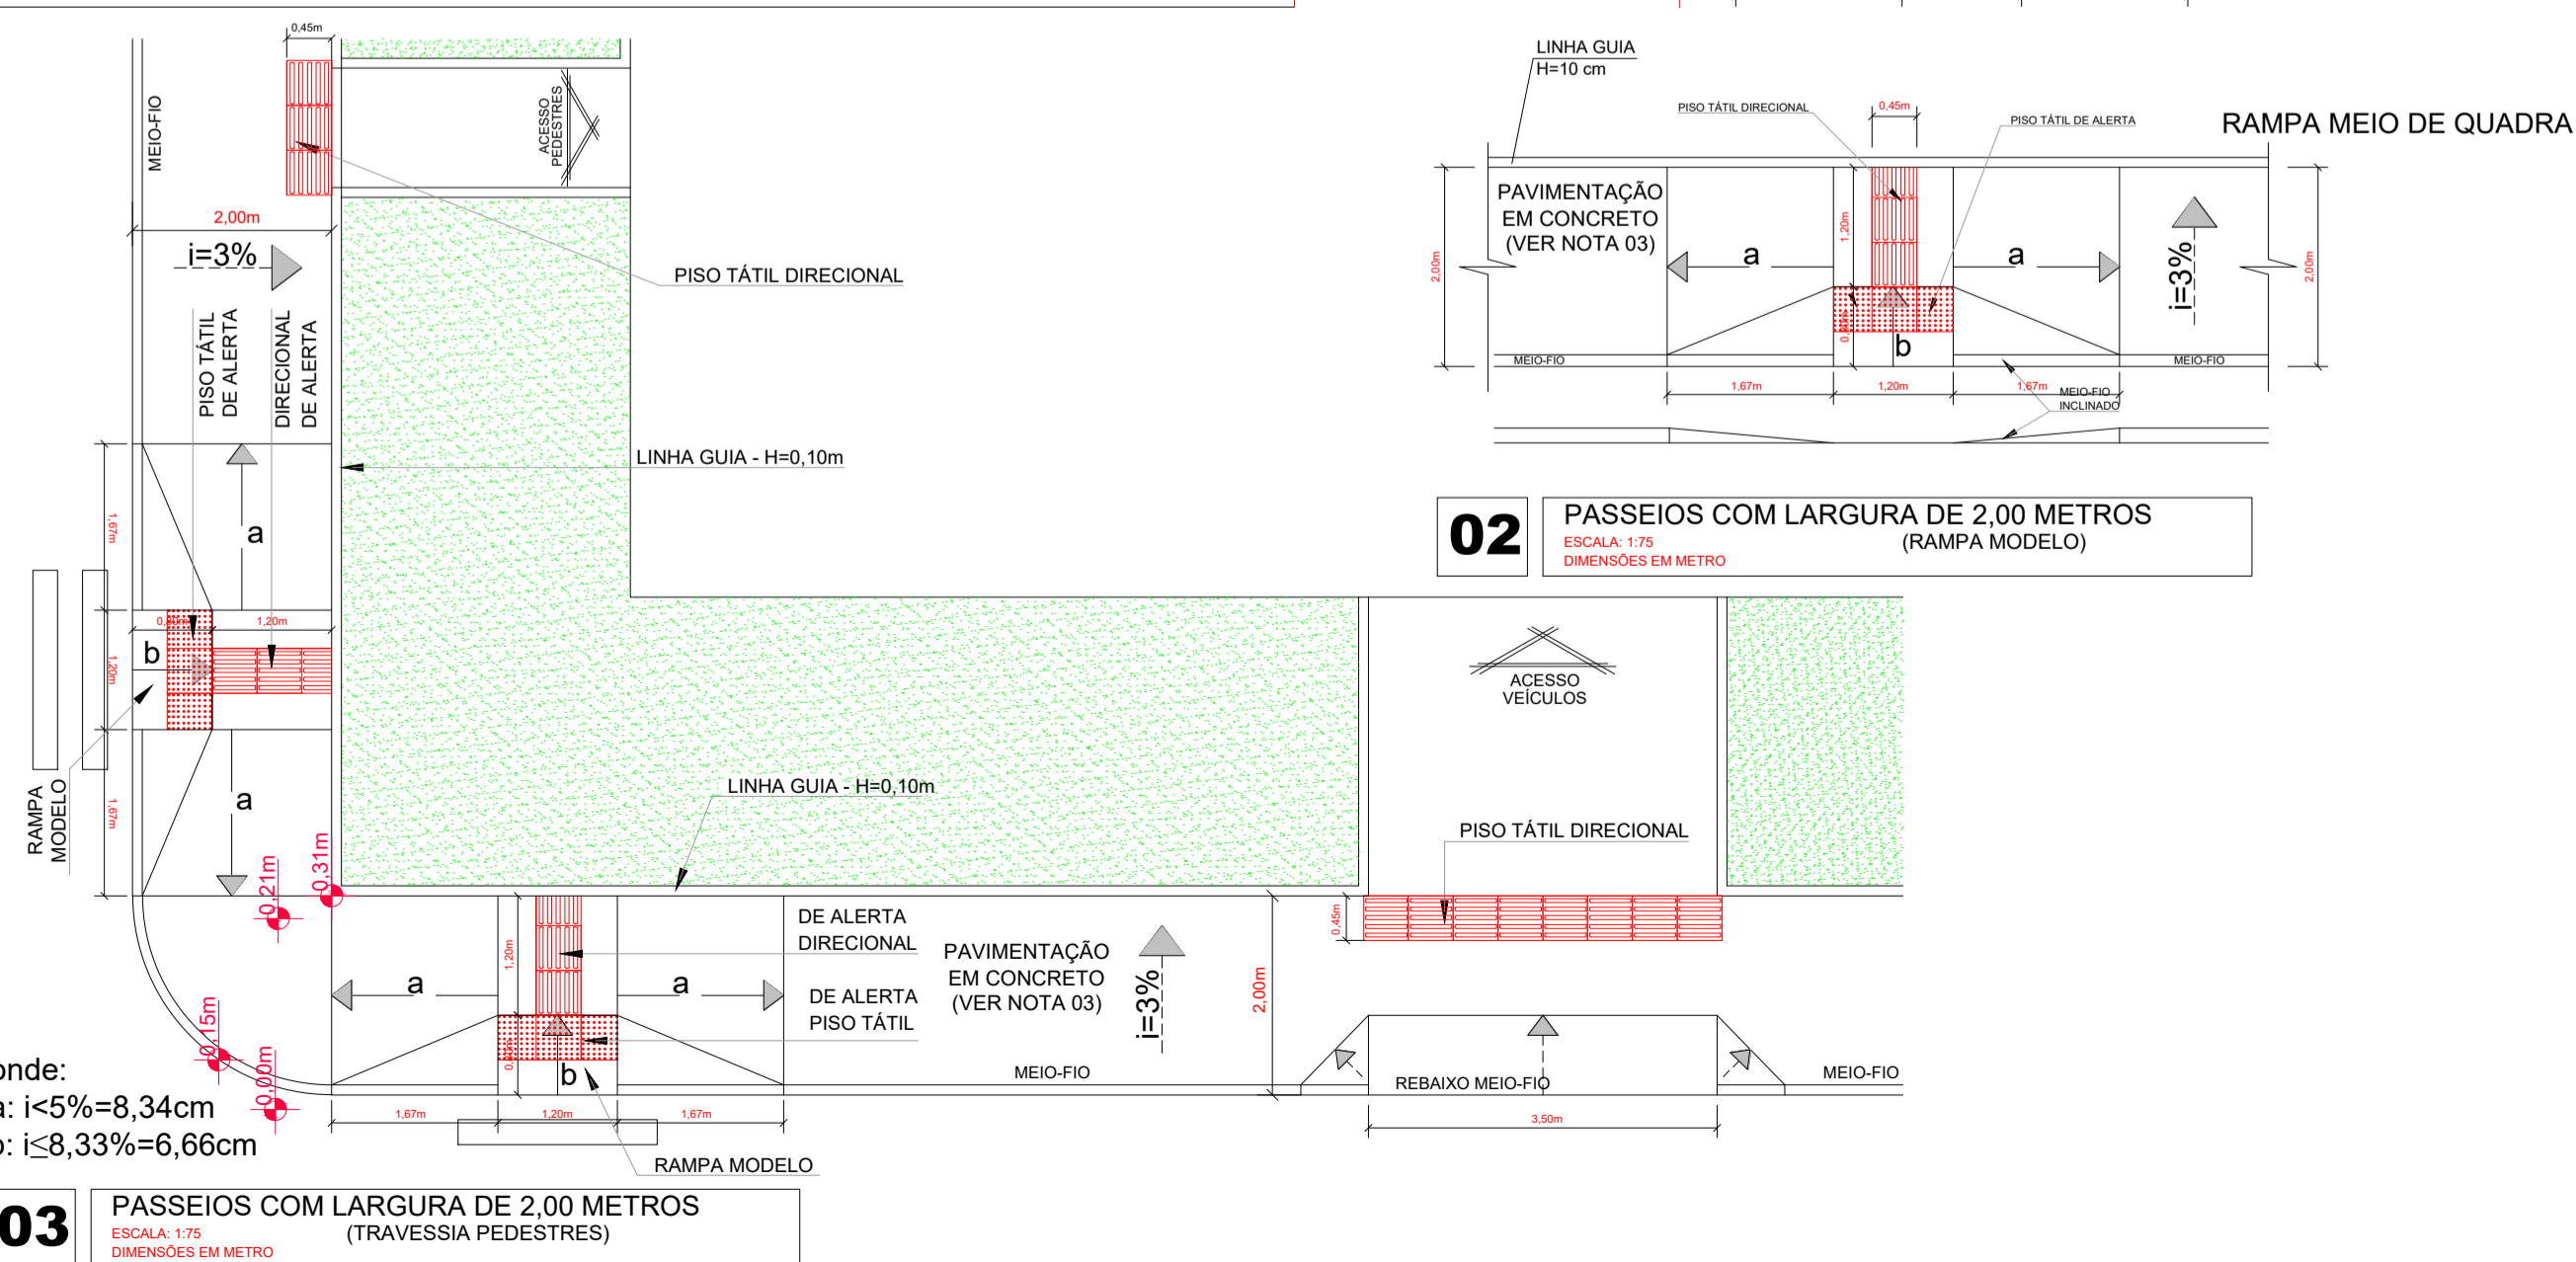 0,45m
MEIO-FIO
ACESSO
PEDESTRES
2,00m
i=3%
PISO TÁTIL DIRECIONAL
PISO TÁTIL
DE ALERTA
DIRECIONAL
DE ALERTA
LINHA GUIA - H=0,10m
a
1,67m
1,20m
b
1,20m
RAMPA
MODELO
1,67m
a
LINHA GUIA - H=0,10m
0,31m
0,21m
0,15m
0,00m
onde:
a: i<5%=8,34cm
i≤8,33%=6,66cm
1,20m
a
a
b
DE ALERTA
DIRECIONAL
DE ALERTA
PISO TÁTIL
PAVIMENTAÇÃO
EM CONCRETO
(VER NOTA 03)
i=3%
2,00m
MEIO-FIO
1,67m
1,20m
1,67m
RAMPA MODELO
ACESSO
VEÍCULOS
PISO TÁTIL DIRECIONAL
0,45m
REBAIXO MEIO-FIO
MEIO-FIO
3,50m
03
PASSEIOS COM LARGURA DE 2,00 METROS
ESCALA: 1:75
(TRAVESSIA PEDESTRES)
DIMENSÕES EM METRO
LINHA GUIA
H=10 cm
PISO TÁTIL DIRECIONAL
0,45m
PISO TÁTIL DE ALERTA
RAMPA MEIO DE QUADRA
2,00m
PAVIMENTAÇÃO
EM CONCRETO
(VER NOTA 03)
a
1,20m
a
i=3%
2,00m
b
MEIO-FIO
MEIO-FIO
1,67m
1,20m
1,67m
MEIO-FIO
INCLINADO
02
PASSEIOS COM LARGURA DE 2,00 METROS
ESCALA: 1:75
(RAMPA MODELO)
DIMENSÕES EM METRO